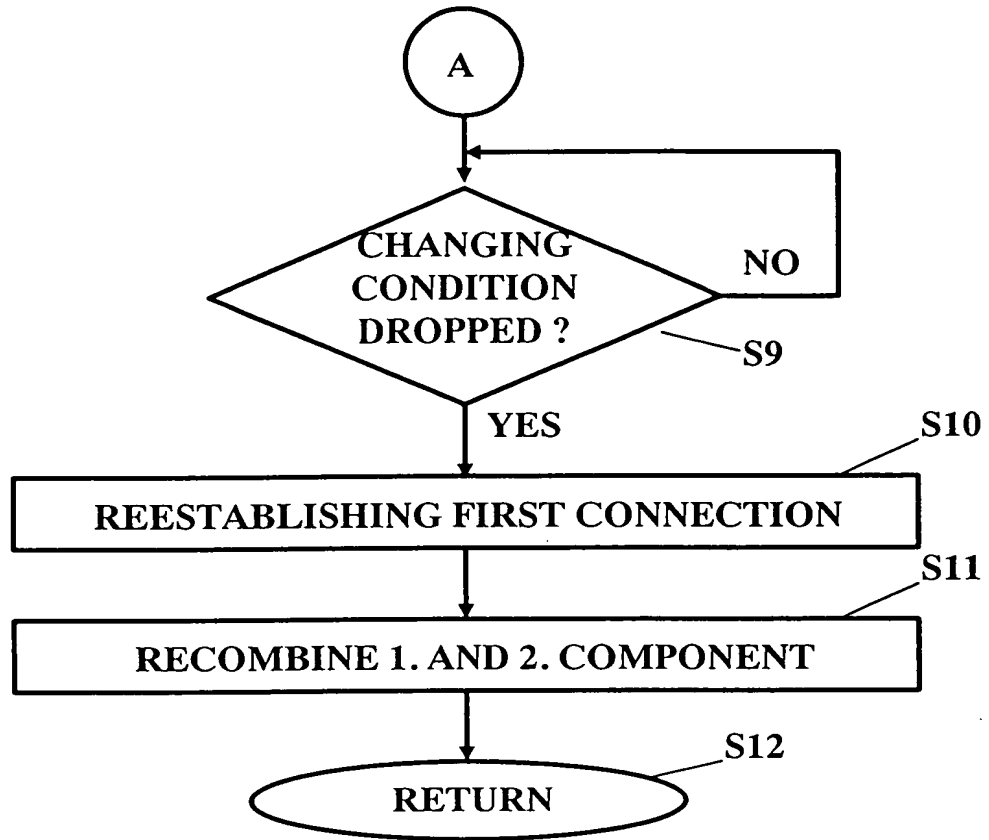 A
CHANGING
CONDITION
DROPPED ?
NO
S9
YES
S10
REESTABLISHING FIRST CONNECTION
S11
RECOMBINE 1. AND 2. COMPONENT
S12
RETURN